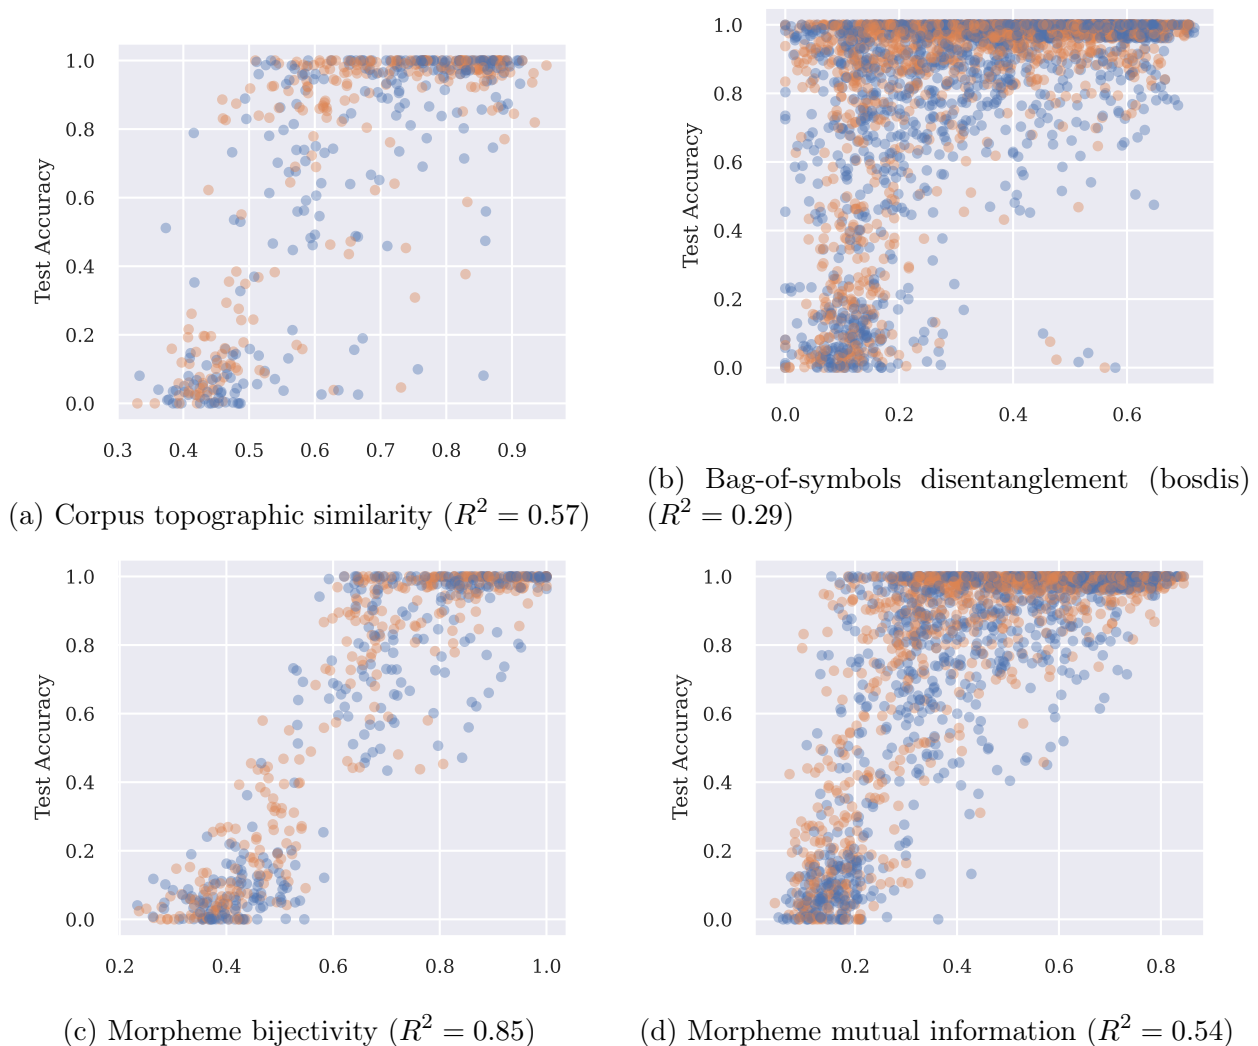 1.0
0.8
0.6
0.4
0.2
0.0
Test Accuracy
0.3 0.4 0.5 0.6 0.7 0.8 0.9
(a) Corpus topographic similarity (R² = 0.57)
1.0
0.8
0.6
0.4
0.2
0.0
Test Accuracy
0.0 0.2 0.4 0.6
(b) Bag-of-symbols disentanglement (bosdis)
(R² = 0.29)
1.0
0.8
0.6
0.4
0.2
0.0
Test Accuracy
0.2 0.4 0.6 0.8 1.0
(c) Morpheme bijectivity (R² = 0.85)
1.0
0.8
0.6
0.4
0.2
0.0
Test Accuracy
0.2 0.4 0.6 0.8
(d) Morpheme mutual information (R² = 0.54)